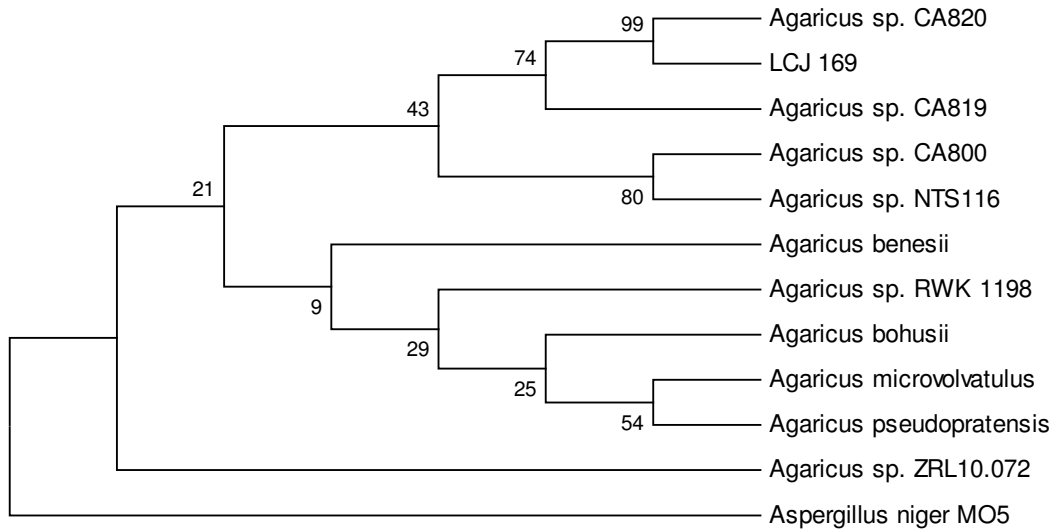 99
Agaricus sp. CA820
LCJ 169
74
Agaricus sp. CA819
43
Agaricus sp. CA800
80
Agaricus sp. NTS116
21
Agaricus benesii
9
Agaricus sp. RWK 1198
29
Agaricus bohusii
25
Agaricus microvolvatulus
54
Agaricus pseudopratensis
Agaricus sp. ZRL10.072
Aspergillus niger MO5